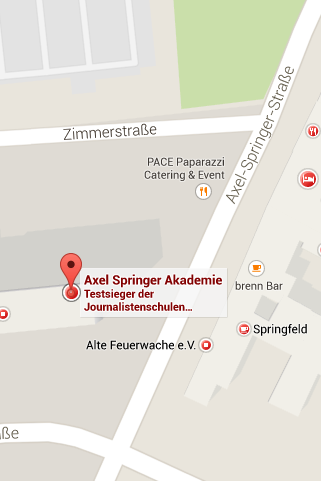 Axel-Springer-Straße
Zimmerstraße
PACE Paparazzi
Catering & Event
Axel Springer Akademie
Testsieger der
Journalistenschulen...
brenn Bar
Springfeld
Alte Feuerwache e.V.
ße